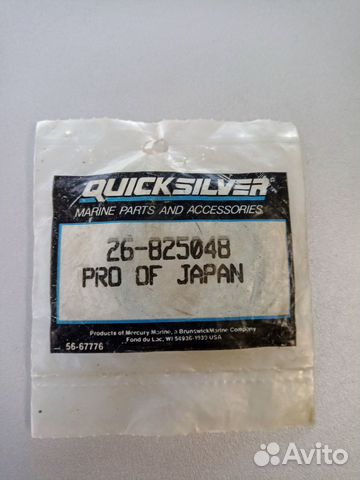 QUICKSILVER
MARINE PARTS AND ACCESSORIES
26-825048
PRO OF JAPAN
Products of Mercury Marine, a Brunswick Marine Company
Fond du Lac, WI 54936-1939 USA
56-67776
Avito